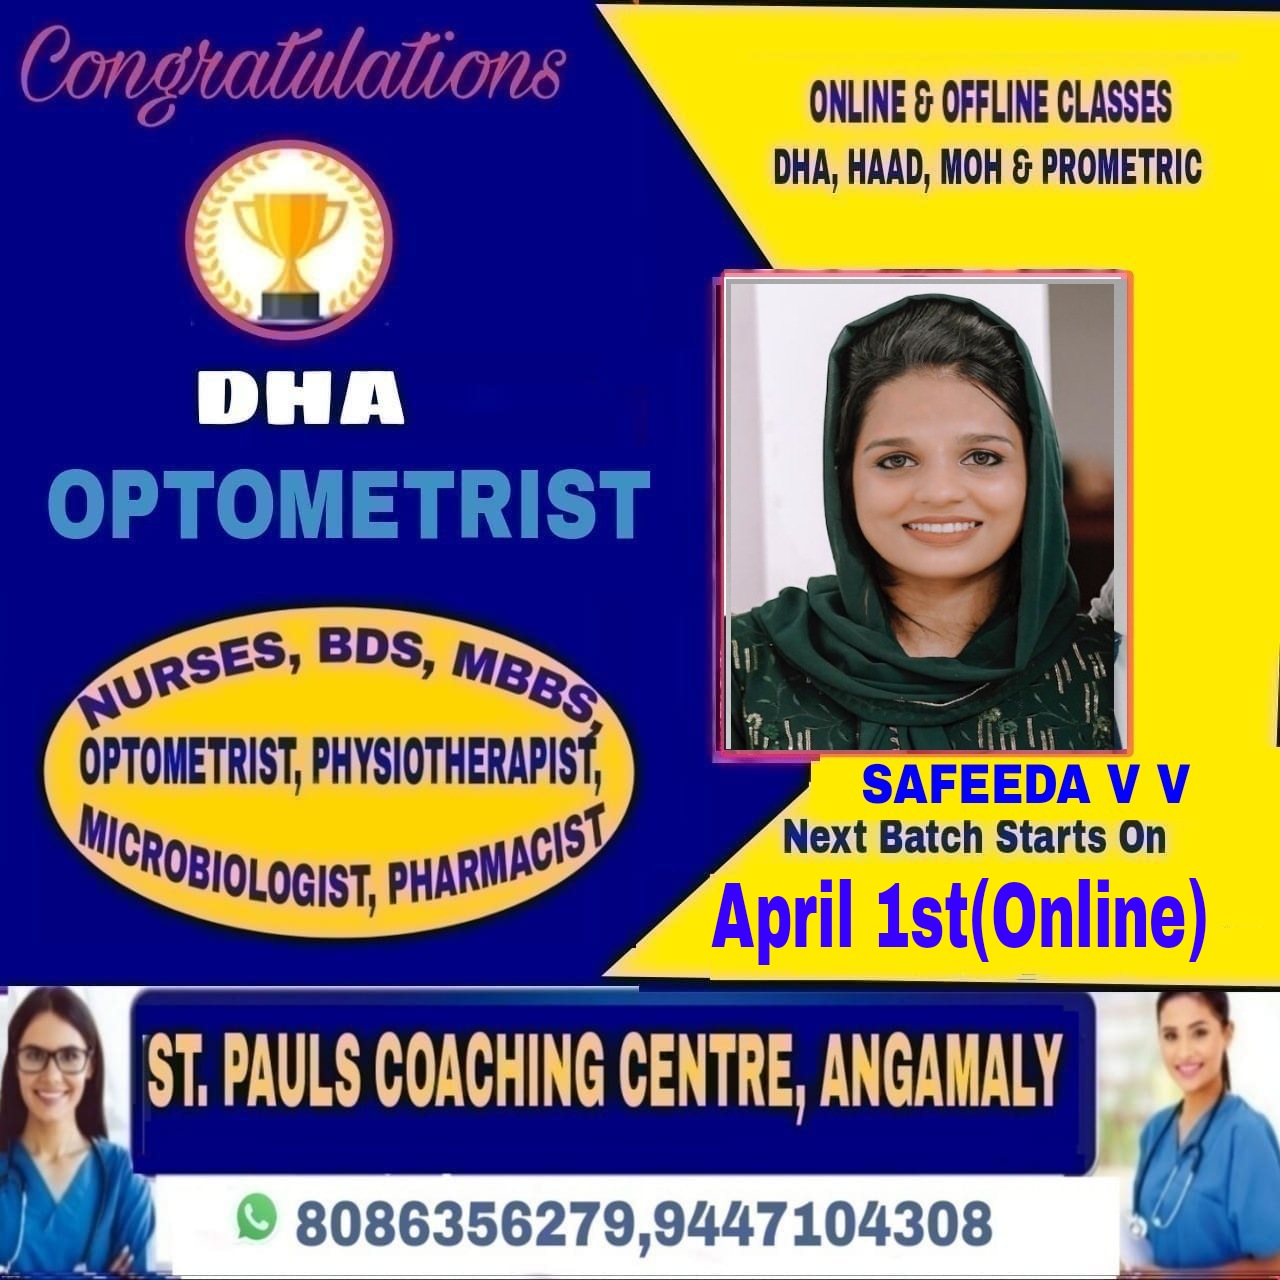 Congratulations
DHA
OPTOMETRIST
NURSES, BDS, MBBS,
OPTOMETRIST, PHYSIOTHERAPIST,
MICROBIOLOGIST, PHARMACIST
ONLINE & OFFLINE CLASSES
DHA, HAAD, MOH & PROMETRIC
SAFEEDA V V
Next Batch Starts On
April 1st(Online)
ST. PAULS COACHING CENTRE, ANGAMALY
8086356279,9447104308